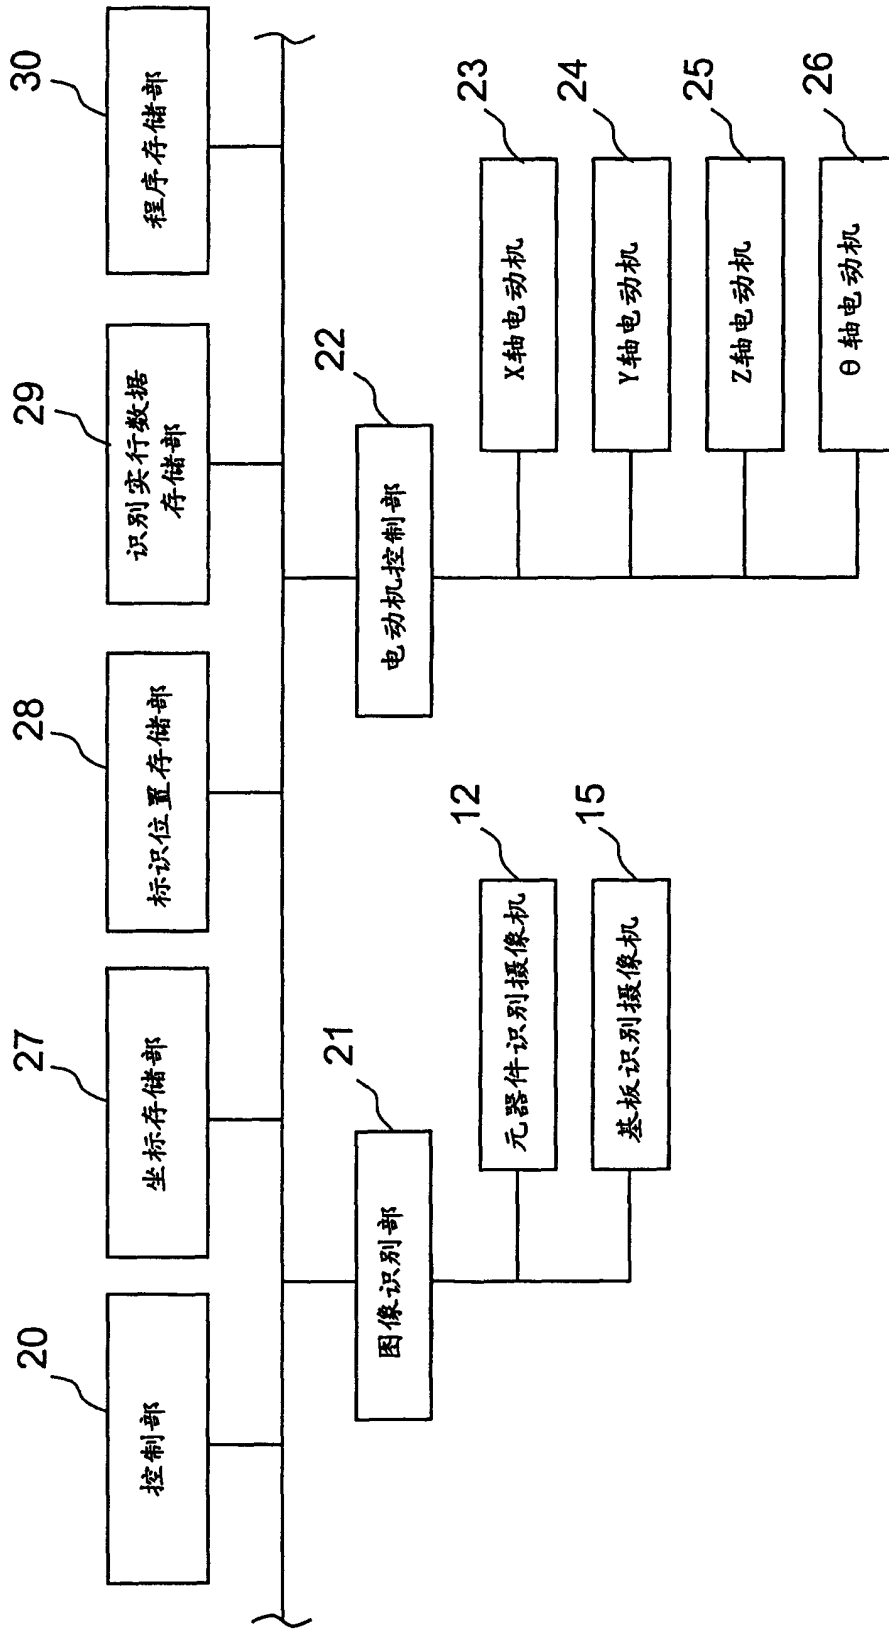 20
控制部
27
坐标存储部
28
标识位置存储部
29
识别实行数据
存储部
30
程序存储部
21
图像识别部
22
电动机控制部
12
元器件识别摄像机
15
基板识别摄像机
23
X轴电动机
24
Y轴电动机
25
Z轴电动机
26
θ轴电动机